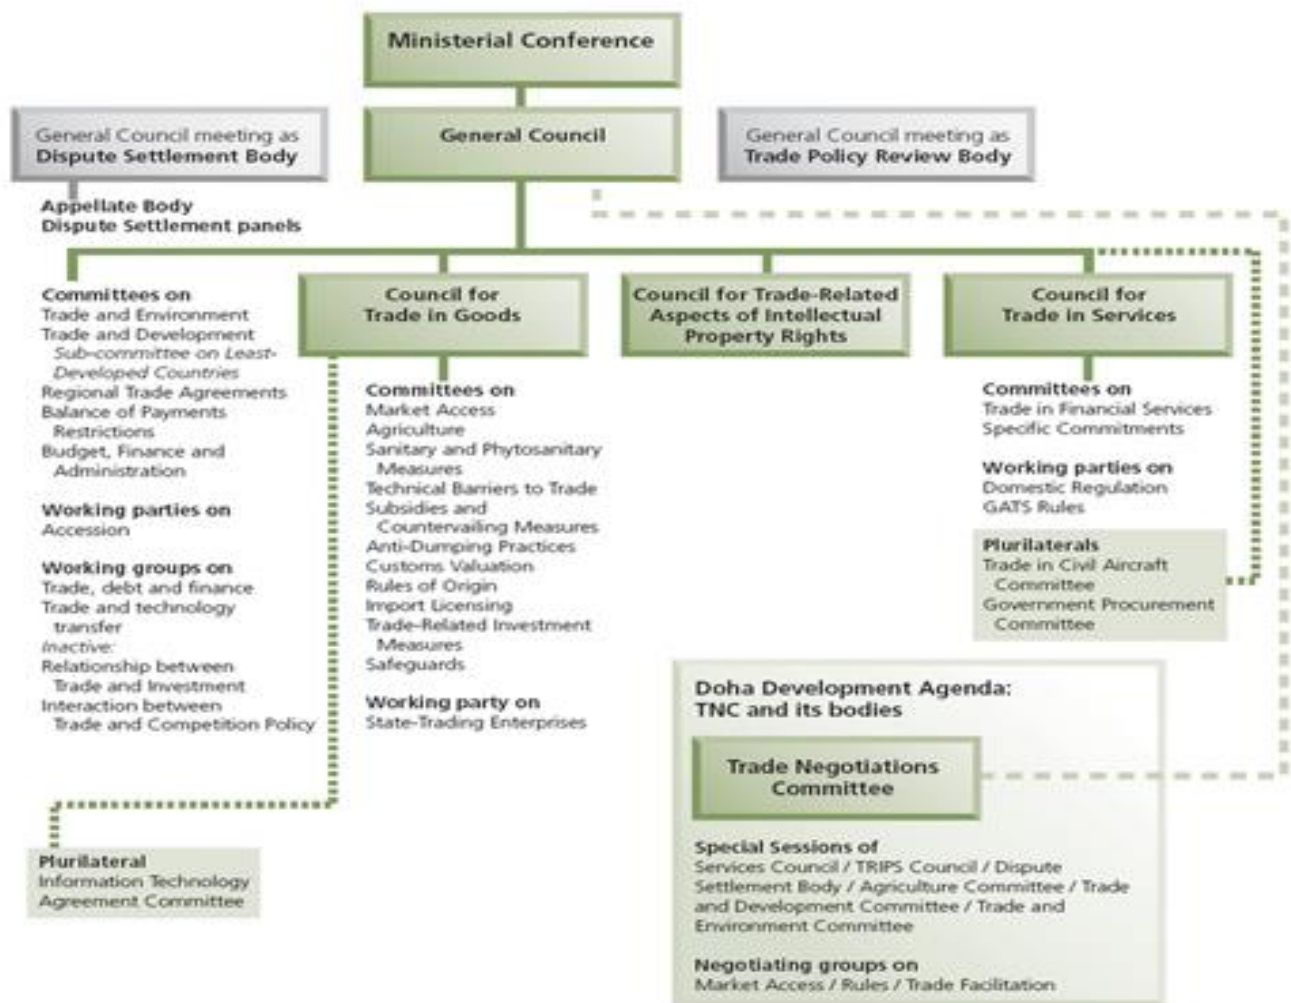 Ministerial Conference
General Council meeting as
Dispute Settlement Body
General Council
General Council meeting as
Trade Policy Review Body
Appellate Body
Dispute Settlement panels
Committees on
Trade and Environment
Trade and Development
Sub-committee on Least-
Developed Countries
Regional Trade Agreements
Balance of Payments
Restrictions
Budget, Finance and
Administration
Working parties on
Accession
Working groups on
Trade, debt and finance
Trade and technology
transfer
Inactive:
Relationship between
Trade and Investment
Interaction between
Trade and Competition Policy
Plurilateral
Information Technology
Agreement Committee
Council for
Trade in Goods
Committees on
Market Access
Agriculture
Sanitary and Phytosanitary
Measures
Technical Barriers to Trade
Subsidies and
Countervailing Measures
Anti-Dumping Practices
Customs Valuation
Rules of Origin
Import Licensing
Trade-Related Investment
Measures
Safeguards
Working party on
State-Trading Enterprises
Council for Trade-Related
Aspects of Intellectual
Property Rights
Council for
Trade in Services
Committees on
Trade in Financial Services
Specific Commitments
Working parties on
Domestic Regulation
GATS Rules
Plurilaterals
Trade in Civil Aircraft
Committee
Government Procurement
Committee
Doha Development Agenda:
TNC and its bodies
Trade Negotiations
Committee
Special Sessions of
Services Council / TRIPS Council / Dispute
Settlement Body / Agriculture Committee / Trade
and Development Committee / Trade and
Environment Committee
Negotiating groups on
Market Access / Rules / Trade Facilitation